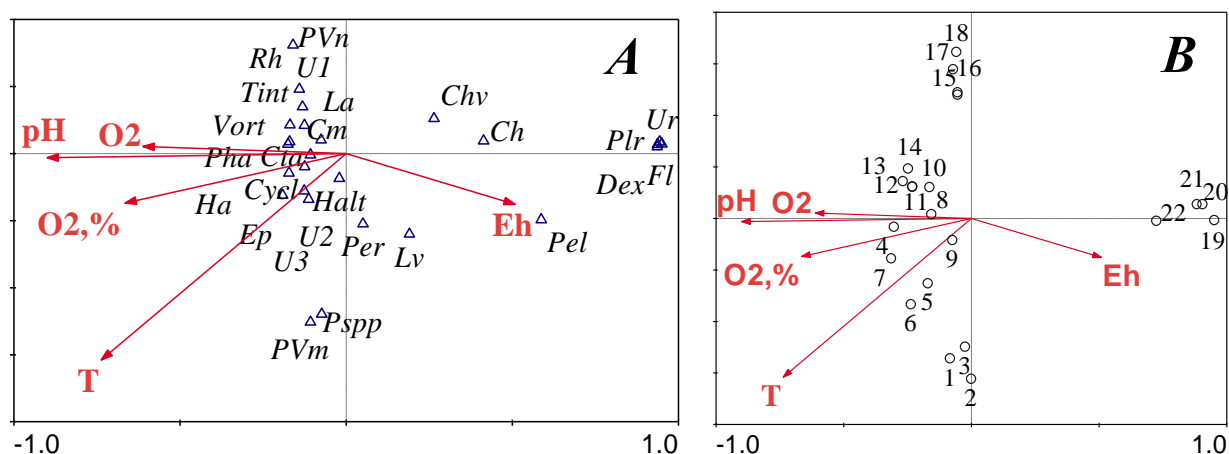 A
PVn
Rh
U1
Tint
La
Chv
Vort
Cm
Ch
Ur
Plr
pH
O2
Pha
Cta
Dex
Fl
Cycl
Ha
Halt
O2,%
Eh
Ep
U2
Per
Pel
U3
Lv
T
Pspp
PVm
-1.0
1.0
B
18
17
16
15
14
13
10
12
11
8
21
20
pH
O2
22
19
4
9
O2,%
7
Eh
5
6
T
3
1
2
-1.0
1.0